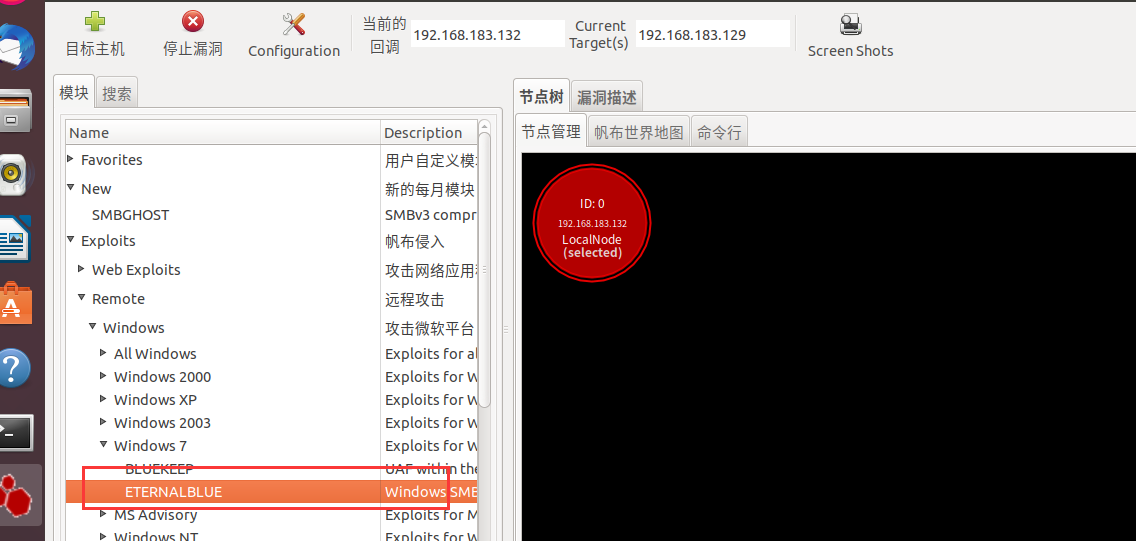 目标主机
停止漏洞
Configuration
当前的
回调
192.168.183.132
Current
Target(s)
192.168.183.129
Screen Shots
模块
搜索
Name
Description
Favorites
用户自定义模
New
新的每月模块
SMBGHOST
SMBv3 compr
Exploits
帆布侵入
Web Exploits
攻击网络应用
Remote
远程攻击
Windows
攻击微软平台
All Windows
Exploits for al
Windows 2000
Exploits for W
Windows XP
Exploits for W
Windows 2003
Exploits for W
Windows 7
Exploits for W
BLUEKEEP
UAF within the
ETERNALBLUE
Windows SMB
MS Advisory
Exploits for M
Windows NT
Exploits for W
节点树
漏洞描述
节点管理
帆布世界地图
命令行
ID: 0
192.168.183.132
LocalNode
(selected)